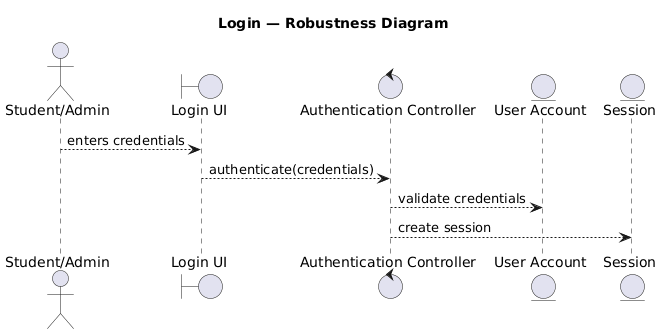 Login — Robustness Diagram
Student/Admin
Login UI
Authentication Controller
User Account
Session
enters credentials
authenticate(credentials)
validate credentials
create session
Student/Admin
Login UI
Authentication Controller
User Account
Session